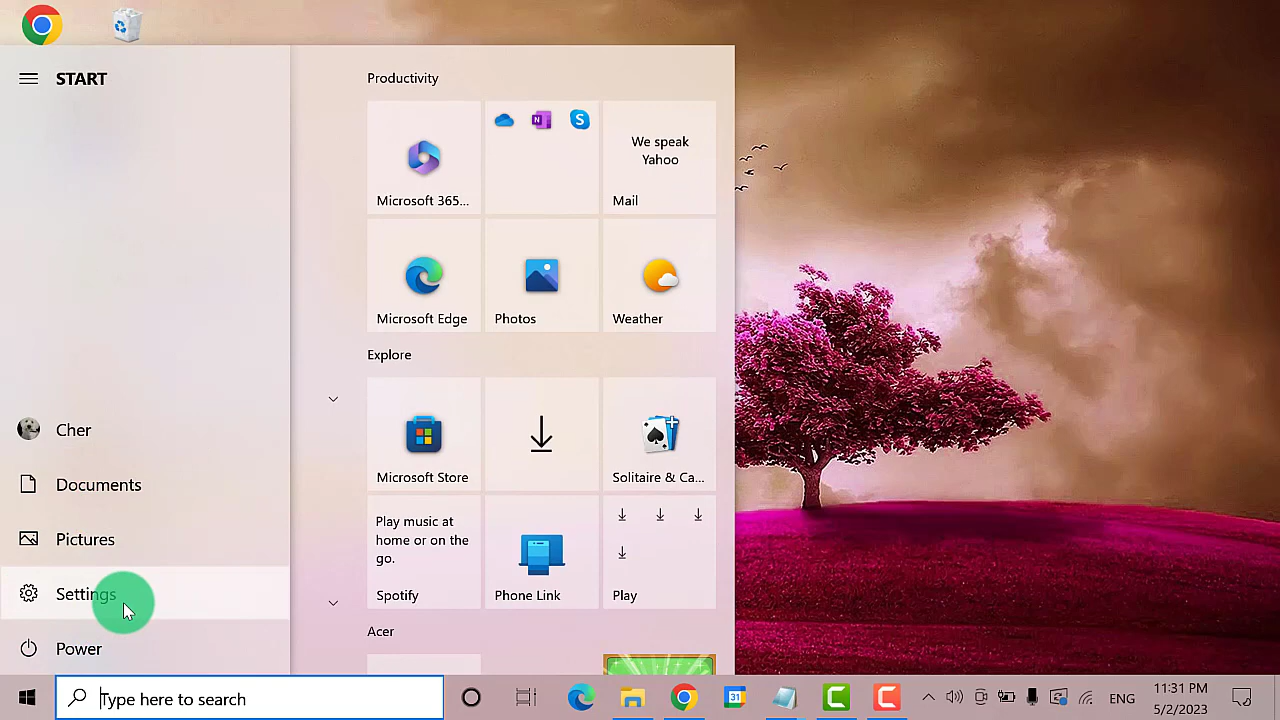 START
Cher
Documents
Pictures
Settings
Power
Productivity
Microsoft 365...
N
S
We speak
Yahoo
Mail
Microsoft Edge
Photos
Weather
Explore
Microsoft Store
Solitaire & Ca...
Play music at
home or on the
go.
Spotify
Phone Link
Play
Acer
Type here to search
31
C
C
ENG
11:31 PM
5/2/2023